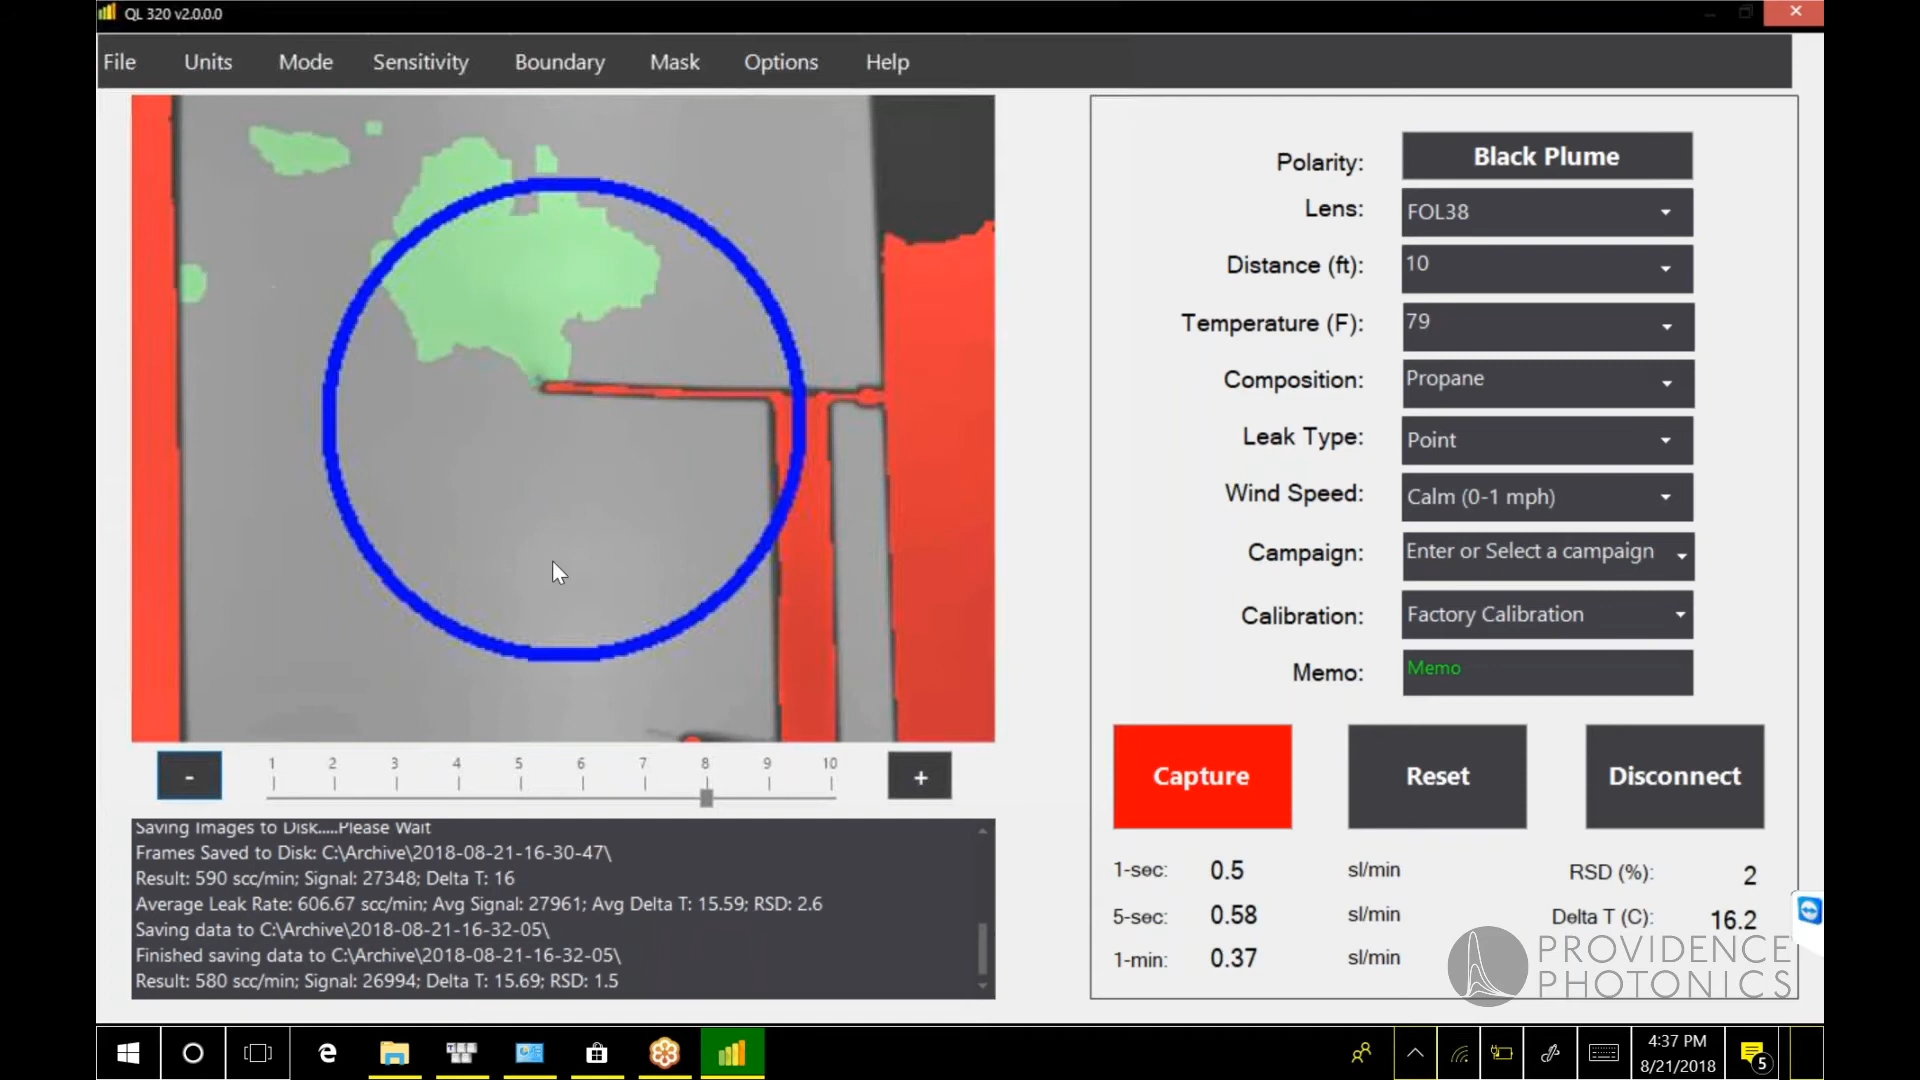 QL 320 v2.0.0.0
File Units Mode Sensitivity Boundary Mask Options Help
Polarity: Black Plume
Lens: FOL38
Distance (ft): 10
Temperature (F): 79
Composition: Propane
Leak Type: Point
Wind Speed: Calm (0-1 mph)
Campaign: Enter or Select a campaign
Calibration: Factory Calibration
Memo: Memo
Capture Reset Disconnect
- 1 2 3 4 5 6 7 8 9 10 +
Saving Images to Disk.....Please Wait
Frames Saved to Disk: C:\Archive\2018-08-21-16-30-47\
Result: 590 scc/min; Signal: 27348; Delta T: 16
Average Leak Rate: 606.67 scc/min; Avg Signal: 27961; Avg Delta T: 15.59; RSD: 2.6
Saving data to C:\Archive\2018-08-21-16-32-05\
Finished saving data to C:\Archive\2018-08-21-16-32-05\
Result: 580 scc/min; Signal: 26994; Delta T: 15.69; RSD: 1.5
1-sec: 0.5 sl/min RSD (%): 2
5-sec: 0.58 sl/min Delta T (C): 16.2
1-min: 0.37 sl/min
PROVIDENCE
PHOTONICS
4:37 PM
8/21/2018
5